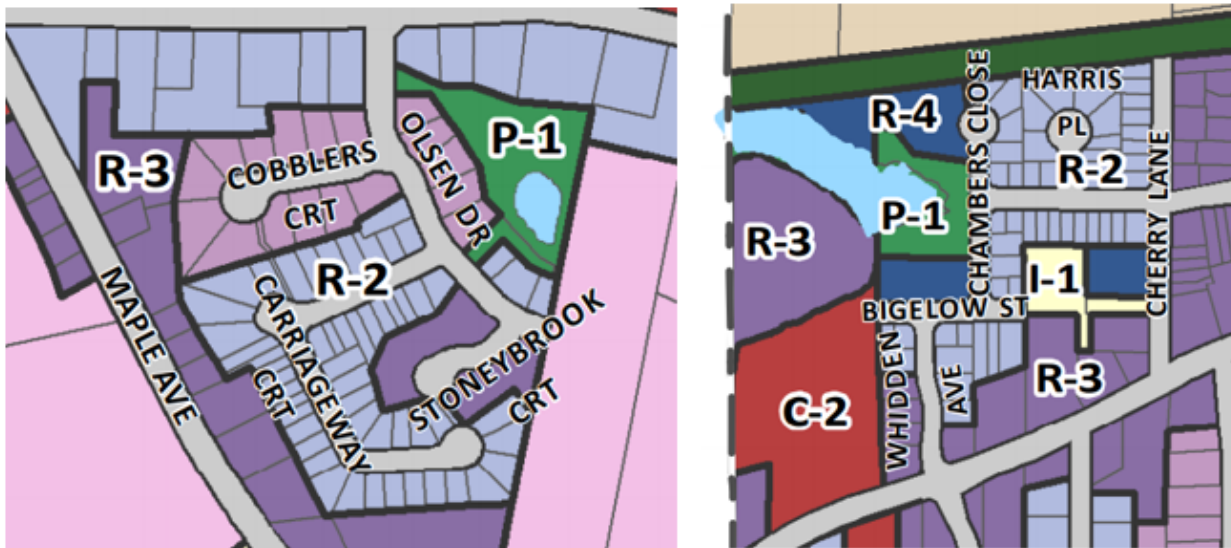 R-3
COBBLERS
CRT
OLSEN DR
P-1
R-2
MAPLE AVE
CARRIAGEWAY
CRT
STONEYBROOK
CRT
CHAMBERS CLOSE
HARRIS
PL
R-4
R-2
CHERRY LANE
P-1
R-3
I-1
BIGELOW ST
WHIDDEN
AVE
R-3
C-2